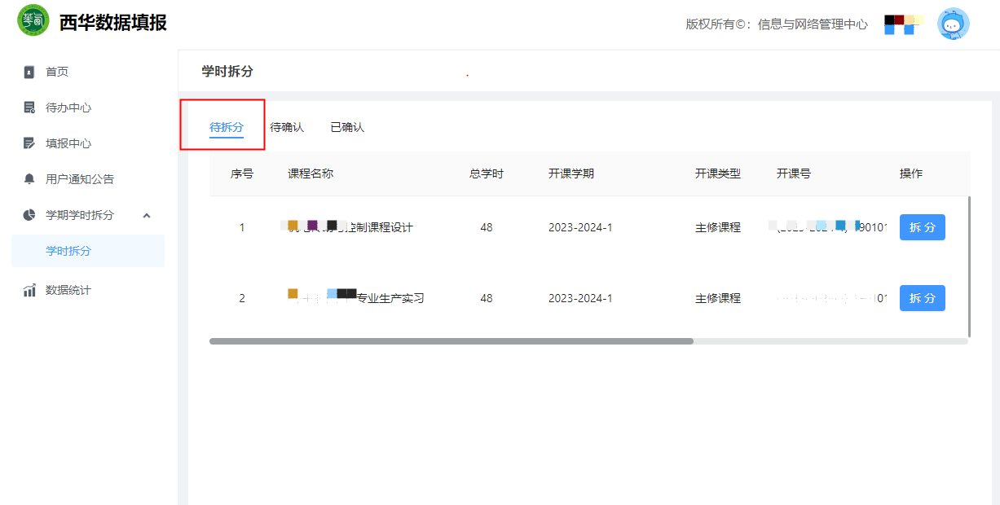 西华数据填报
版权所有©：信息与网络管理中心
首页
待办中心
填报中心
用户通知公告
学期学时拆分
学时拆分
数据统计
学时拆分
待拆分 待确认 已确认
序号 课程名称 总学时 开课学期 开课类型 开课号 操作
1 控制课程设计 48 2023-2024-1 主修课程 90101 拆 分
2 专业生产实习 48 2023-2024-1 主修课程 拆 分